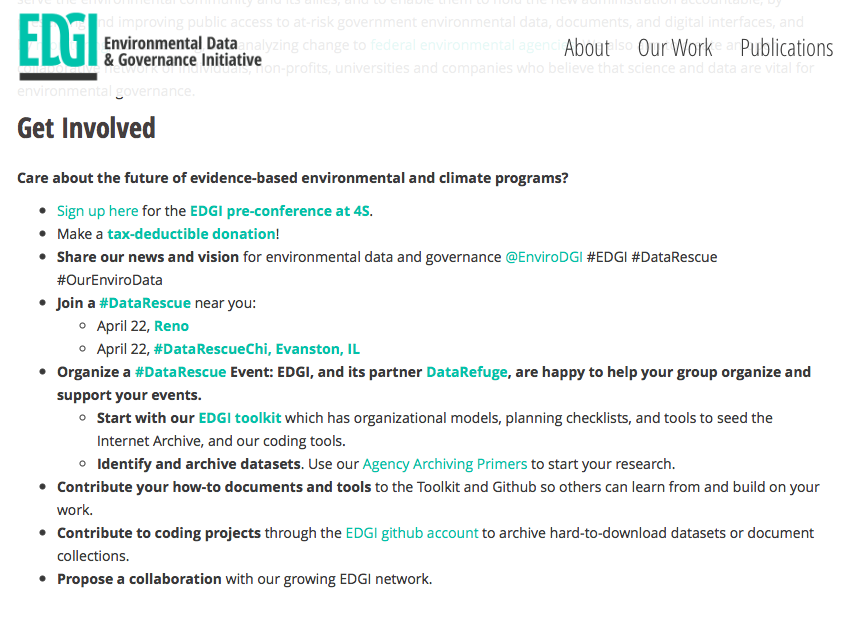 serve the environmental community and its allies, and to enable them to hold the new administration accountable, by
and improving public access to at-risk government environmental data, documents, and digital interfaces, and
analyzing change to federal environmental
collaborative network of individuals, non-profits, universities and companies who believe that science and data are vital for
environmental governance.
EDGI
Environmental Data
& Governance Initiative
About Our Work Publications
Get Involved
Care about the future of evidence-based environmental and climate programs?
• Sign up here for the EDGI pre-conference at 4S.
• Make a tax-deductible donation!
• Share our news and vision for environmental data and governance @EnviroDGI #EDGI #DataRescue
#OurEnviroData
• Join a #DataRescue near you:
◦ April 22, Reno
◦ April 22, #DataRescueChi, Evanston, IL
• Organize a #DataRescue Event: EDGI, and its partner DataRefuge, are happy to help your group organize and
support your events.
◦ Start with our EDGI toolkit which has organizational models, planning checklists, and tools to seed the
Internet Archive, and our coding tools.
◦ Identify and archive datasets. Use our Agency Archiving Primers to start your research.
• Contribute your how-to documents and tools to the Toolkit and Github so others can learn from and build on your
work.
• Contribute to coding projects through the EDGI github account to archive hard-to-download datasets or document
collections.
• Propose a collaboration with our growing EDGI network.